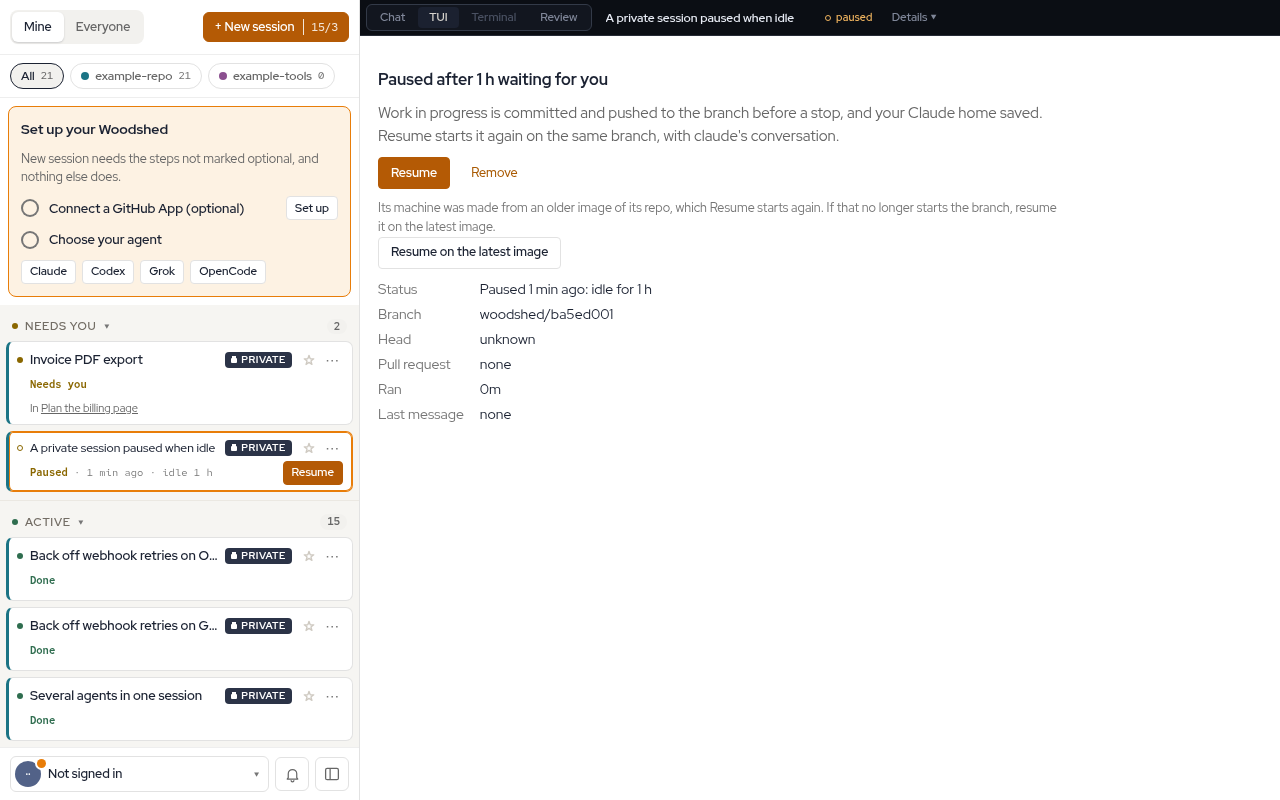 Mine
Everyone
+ New session
15/3
Chat
TUI
Terminal
Review
A private session paused when idle
paused
Details ▾
All 21
example-repo 21
example-tools 0
Set up your Woodshed
New session needs the steps not marked optional, and
nothing else does.
Connect a GitHub App (optional)
Set up
Choose your agent
Claude
Codex
Grok
OpenCode
NEEDS YOU ▾
2
Invoice PDF export
PRIVATE
Needs you
In Plan the billing page
A private session paused when idle
PRIVATE
Paused · 1 min ago · idle 1 h
Resume
ACTIVE ▾
15
Back off webhook retries on O...
PRIVATE
Done
Back off webhook retries on G...
PRIVATE
Done
Several agents in one session
PRIVATE
Done
Not signed in
Paused after 1 h waiting for you
Work in progress is committed and pushed to the branch before a stop, and your Claude home saved.
Resume starts it again on the same branch, with claude's conversation.
Resume
Remove
Its machine was made from an older image of its repo, which Resume starts again. If that no longer starts the branch, resume
it on the latest image.
Resume on the latest image
Status Paused 1 min ago: idle for 1 h
Branch woodshed/ba5ed001
Head unknown
Pull request none
Ran 0m
Last message none